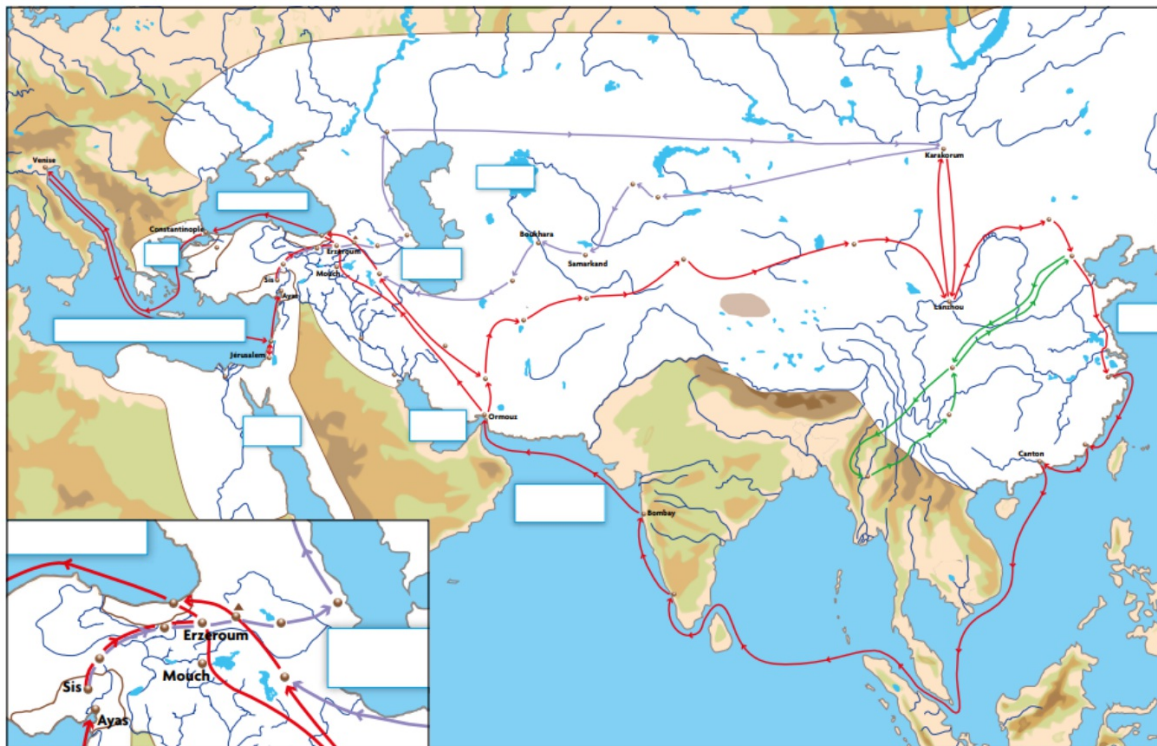 Venise
Karakorum
Constantinople
Boukhara
Erzeroum
Samarkand
Mouch
Sis
Ayas
Lanzhou
Jérusalem
Ormouz
Canton
Bombay
Erzeroum
Mouch
Sis
Ayas